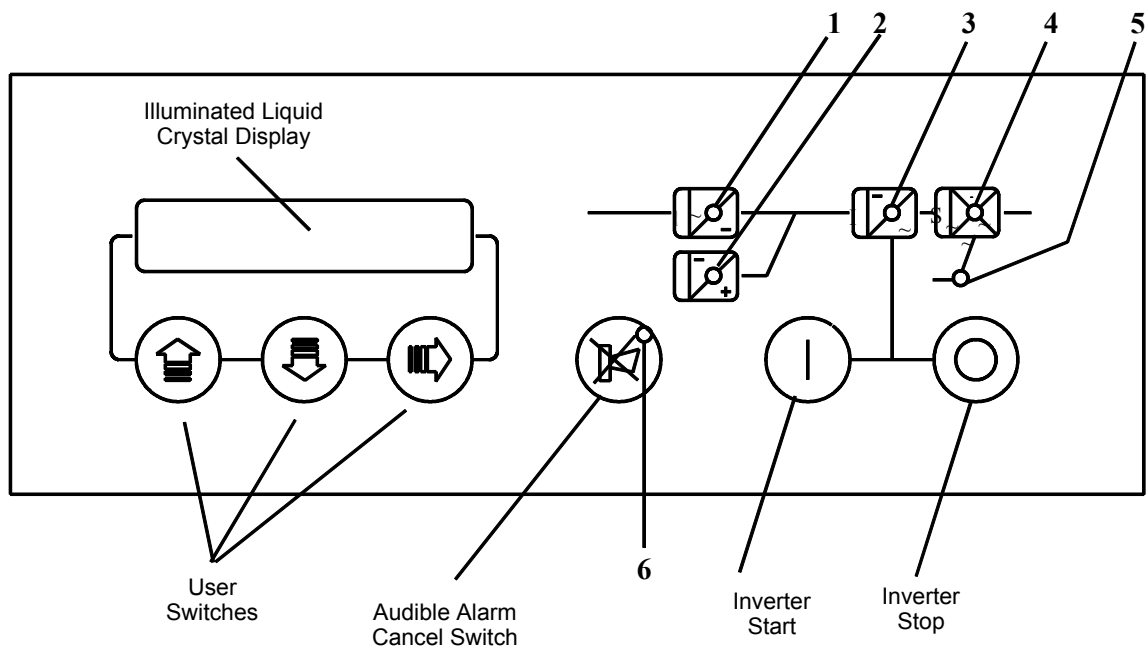 1 2 3 4 5
Illuminated Liquid
Crystal Display
~ -
- ~
S
~ ~
~
- +
6
User
Switches
Audible Alarm
Cancel Switch
Inverter
Start
Inverter
Stop